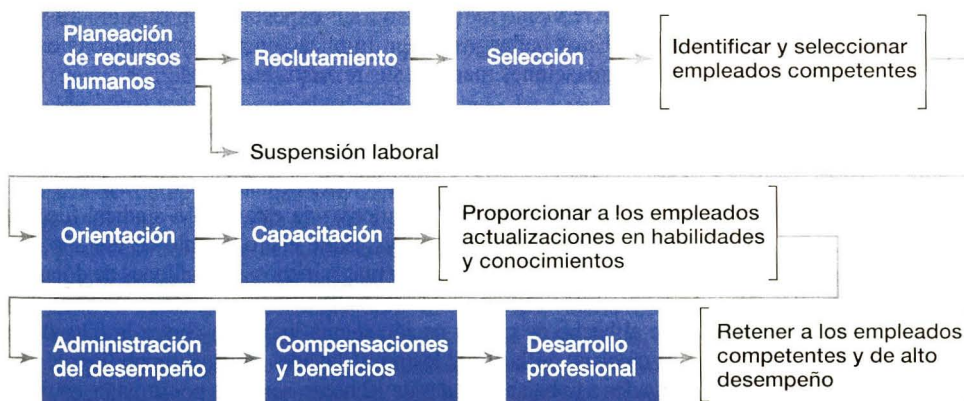 Planeación
de recursos
humanos
Reclutamiento
Selección
Identificar y seleccionar
empleados competentes
Suspensión laboral
Orientación
Capacitación
Proporcionar a los empleados
actualizaciones en habilidades
y conocimientos
Administración
del desempeño
Compensaciones
y beneficios
Desarrollo
profesional
Retener a los empleados
competentes y de alto
desempeño